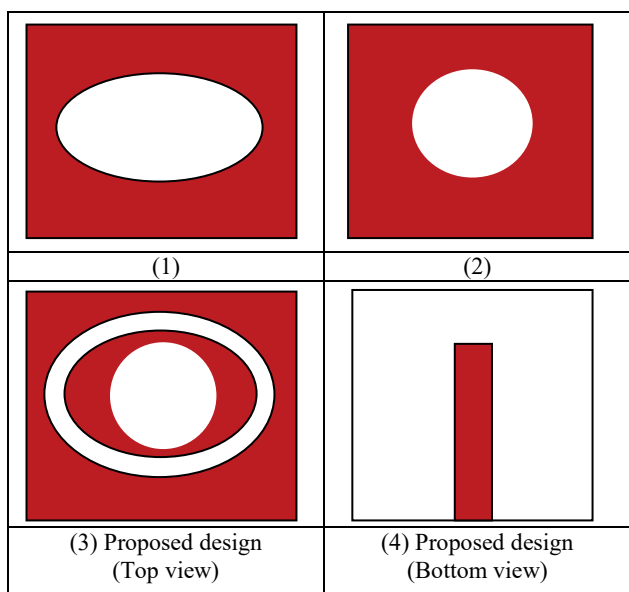 (1)
(2)
(3) Proposed design
(Top view)
(4) Proposed design
(Bottom view)